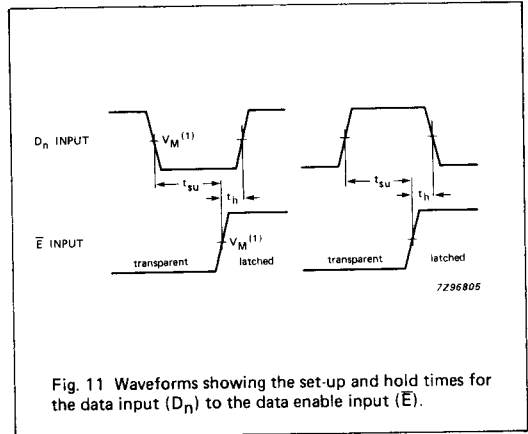 Dn INPUT
VM(1)
tsu
th
tsu
th
E̅ INPUT
VM(1)
transparent
latched
transparent
latched
7Z96805
Fig. 11 Waveforms showing the set-up and hold times for
the data input (Dn) to the data enable input (E̅).